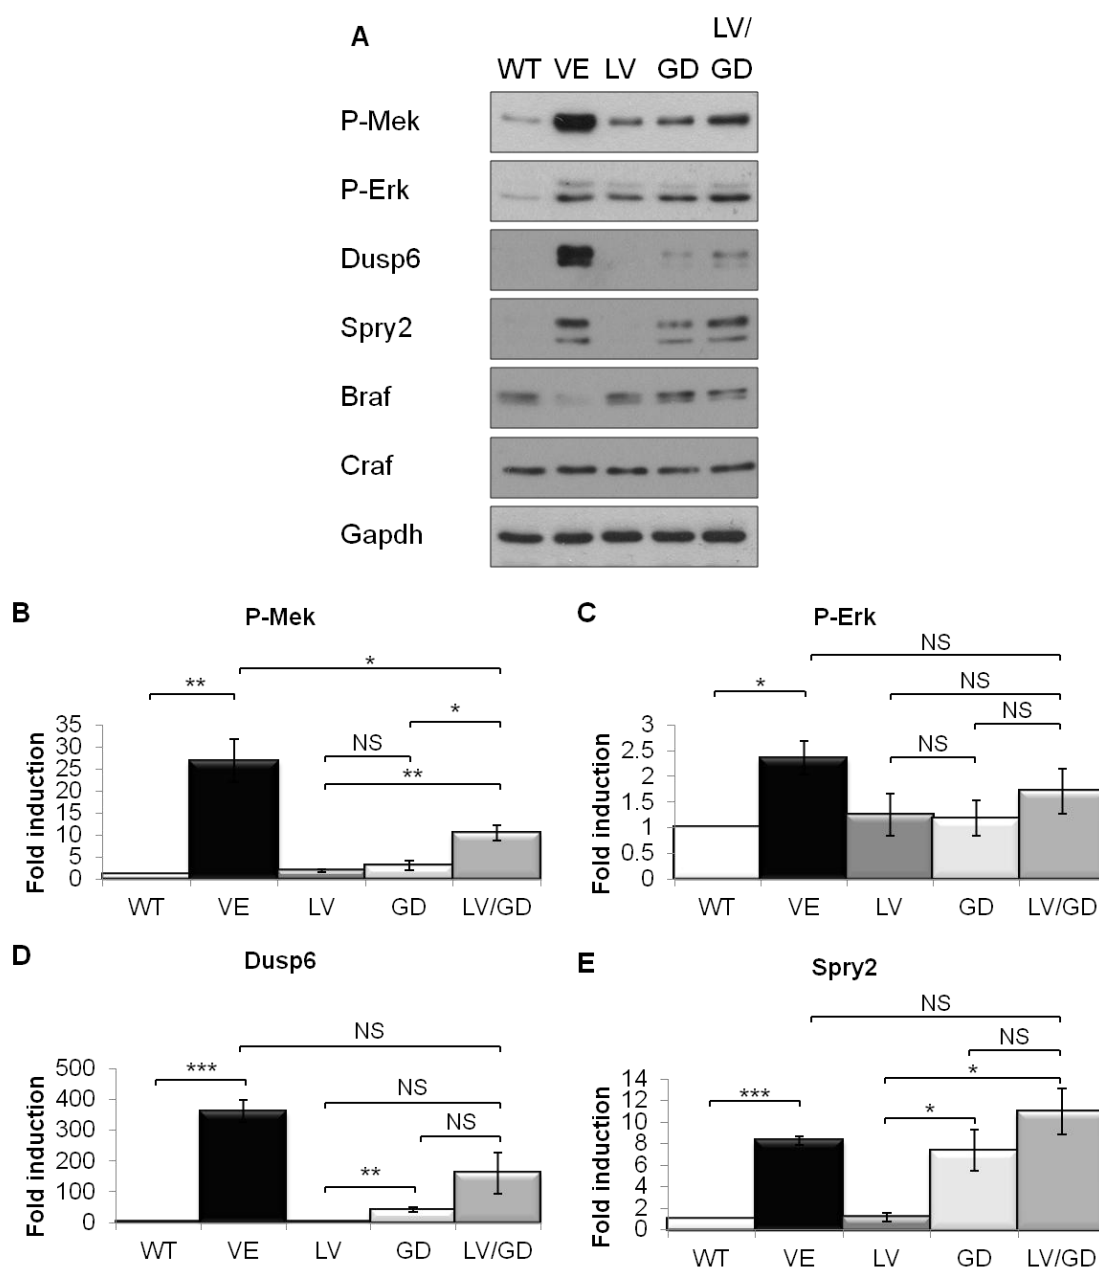 A
LV/
WT VE LV GD GD
P-Mek
P-Erk
Dusp6
Spry2
Braf
Craf
Gapdh
B
P-Mek
*
**
*
NS
**
Fold induction
35
30
25
20
15
10
5
0
WT VE LV GD LV/GD
C
P-Erk
NS
*
NS
NS
NS
Fold induction
3
2.5
2
1.5
1
0.5
0
WT VE LV GD LV/GD
D
Dusp6
NS
***
NS
NS
**
Fold induction
500
400
300
200
100
0
WT VE LV GD LV/GD
E
Spry2
NS
NS
*
***
*
Fold induction
14
12
10
8
6
4
2
0
WT VE LV GD LV/GD